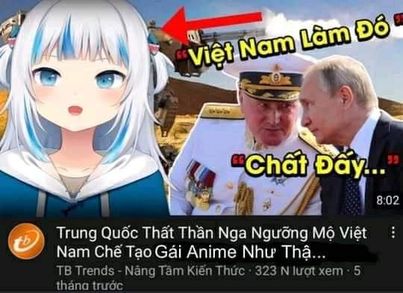 "Việt Nam Làm Đó"
"Chất Đấy..."
8:02
tb
Trung Quốc Thất Thần Nga Ngưỡng Mộ Việt
Nam Chế Tạo Gái Anime Như Thậ...
TB Trends - Nâng Tầm Kiến Thức · 323 N lượt xem · 5
tháng trước